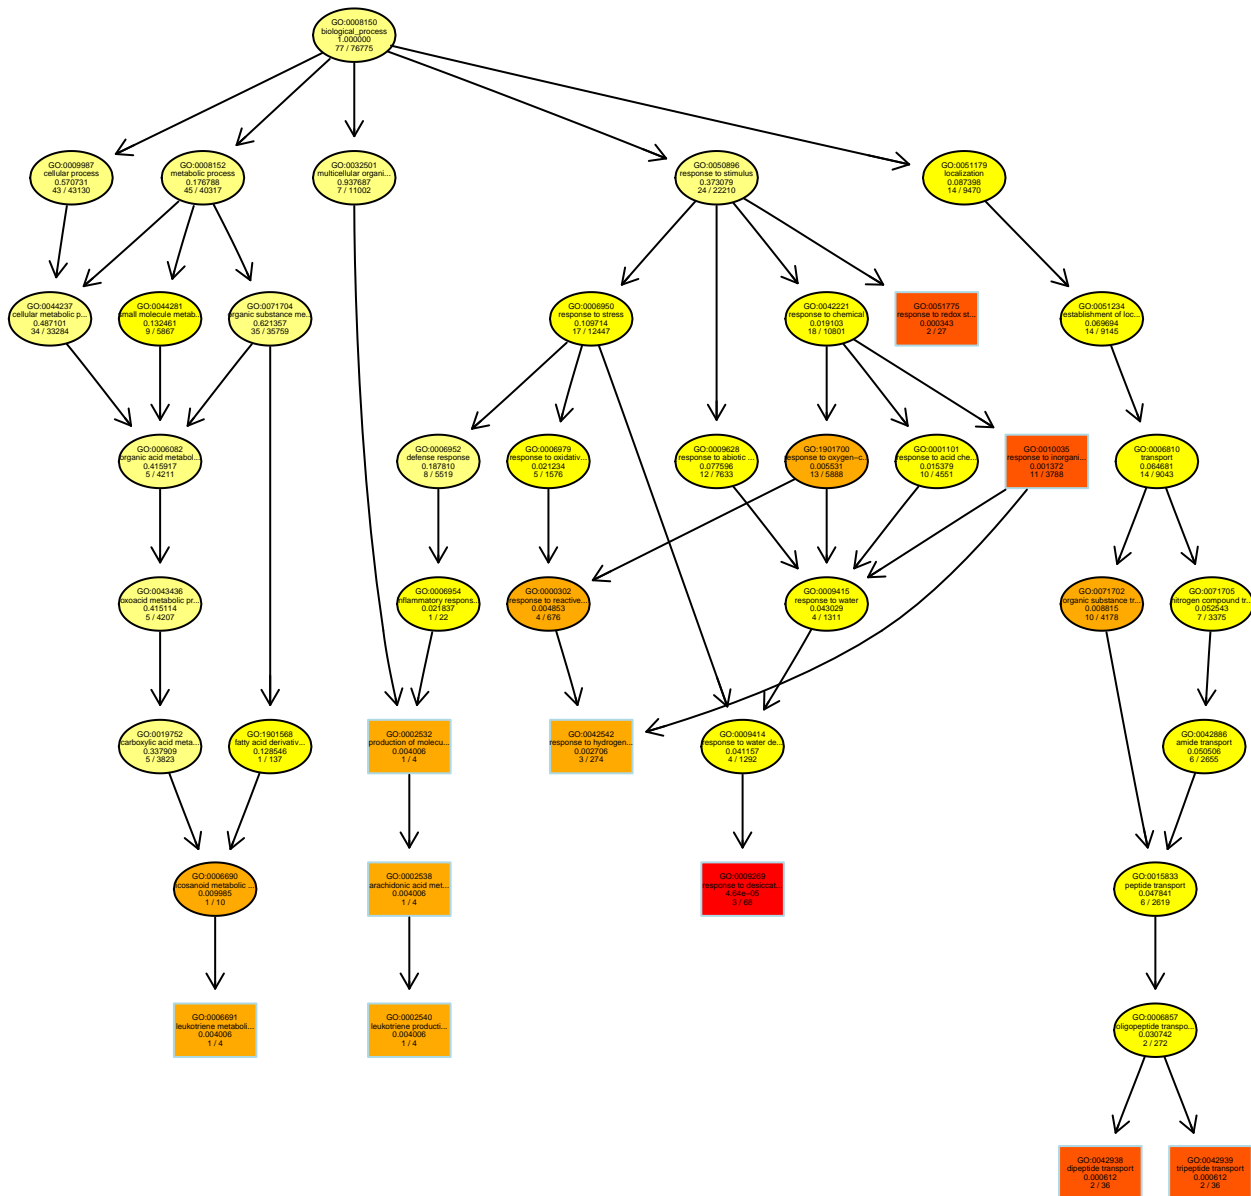 GO:0008150
biological_process
1.000000
77 / 76775
GO:0009987
cellular process
0.570731
43 / 43130
GO:0008152
metabolic process
0.176788
45 / 40317
GO:0032501
multicellular organi...
0.937687
7 / 11002
GO:0050896
response to stimulus
0.373079
24 / 22210
GO:0051179
localization
0.087398
14 / 9470
GO:0044237
cellular metabolic p...
0.487101
34 / 33284
GO:0044281
small molecule metab...
0.132461
9 / 5867
GO:0071704
organic substance me...
0.621357
35 / 35759
GO:0006950
response to stress
0.109714
17 / 12447
GO:0042221
response to chemical
0.019103
18 / 10801
GO:0051775
response to redox st...
0.000343
2 / 27
GO:0051234
establishment of loc...
0.069694
14 / 9145
GO:0006082
organic acid metabol...
0.415917
5 / 4211
GO:0006952
defense response
0.187810
8 / 5519
GO:0006979
response to oxidativ...
0.021234
5 / 1576
GO:0009628
response to abiotic ...
0.077596
12 / 7633
GO:1901700
response to oxygen-c...
0.005531
13 / 5888
GO:0001101
response to acid che...
0.015379
10 / 4551
GO:0010035
response to inorgani...
0.001372
11 / 3788
GO:0006810
transport
0.064681
14 / 9043
GO:0043436
oxoacid metabolic pr...
0.415114
5 / 4207
GO:0006954
inflammatory respons...
0.021837
1 / 22
GO:0000302
response to reactive...
0.004853
4 / 676
GO:0009415
response to water
0.043029
4 / 1311
GO:0071702
organic substance tr...
0.008815
10 / 4178
GO:0071705
nitrogen compound tr...
0.052543
7 / 3375
GO:0019752
carboxylic acid meta...
0.337909
5 / 3823
GO:1901568
fatty acid derivativ...
0.128546
1 / 137
GO:0002532
production of molecu...
0.004006
1 / 4
GO:0042542
response to hydrogen...
0.002706
3 / 274
GO:0009414
response to water de...
0.041157
4 / 1292
GO:0042886
amide transport
0.050506
6 / 2655
GO:0006690
icosanoid metabolic ...
0.009985
1 / 10
GO:0002538
arachidonic acid met...
0.004006
1 / 4
GO:0009269
response to desiccat...
4.64e-05
3 / 66
GO:0015833
peptide transport
0.047841
6 / 2619
GO:0006691
leukotriene metaboli...
0.004006
1 / 4
GO:0002540
leukotriene producti...
0.004006
1 / 4
GO:0006857
oligopeptide transpo...
0.030742
2 / 272
GO:0042938
dipeptide transport
0.000612
2 / 36
GO:0042939
tripeptide transport
0.000612
2 / 36